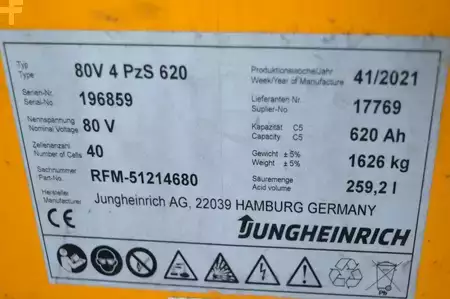 Typ
Type 80V 4 PzS 620
Produktionswoche/Jahr
Week/Year of Manufacture 41/2021
Serien-Nr.
Serial-No. 196859
Lieferanten Nr.
Suplier-No 17769
Nennspannung
Nominal Voltage 80 V
Kapazität C5
Capacity C5 620 Ah
Zellenanzahl
Number of Cells 40
Gewicht ± 5%
Weight ± 5% 1626 kg
Sachnummer
Part-No. RFM-51214680
Säuremenge
Acid volume 259,2 l
Hersteller
Manufacturer Jungheinrich AG, 22039 HAMBURG GERMANY
CE
JUNGHEINRICH
Pb